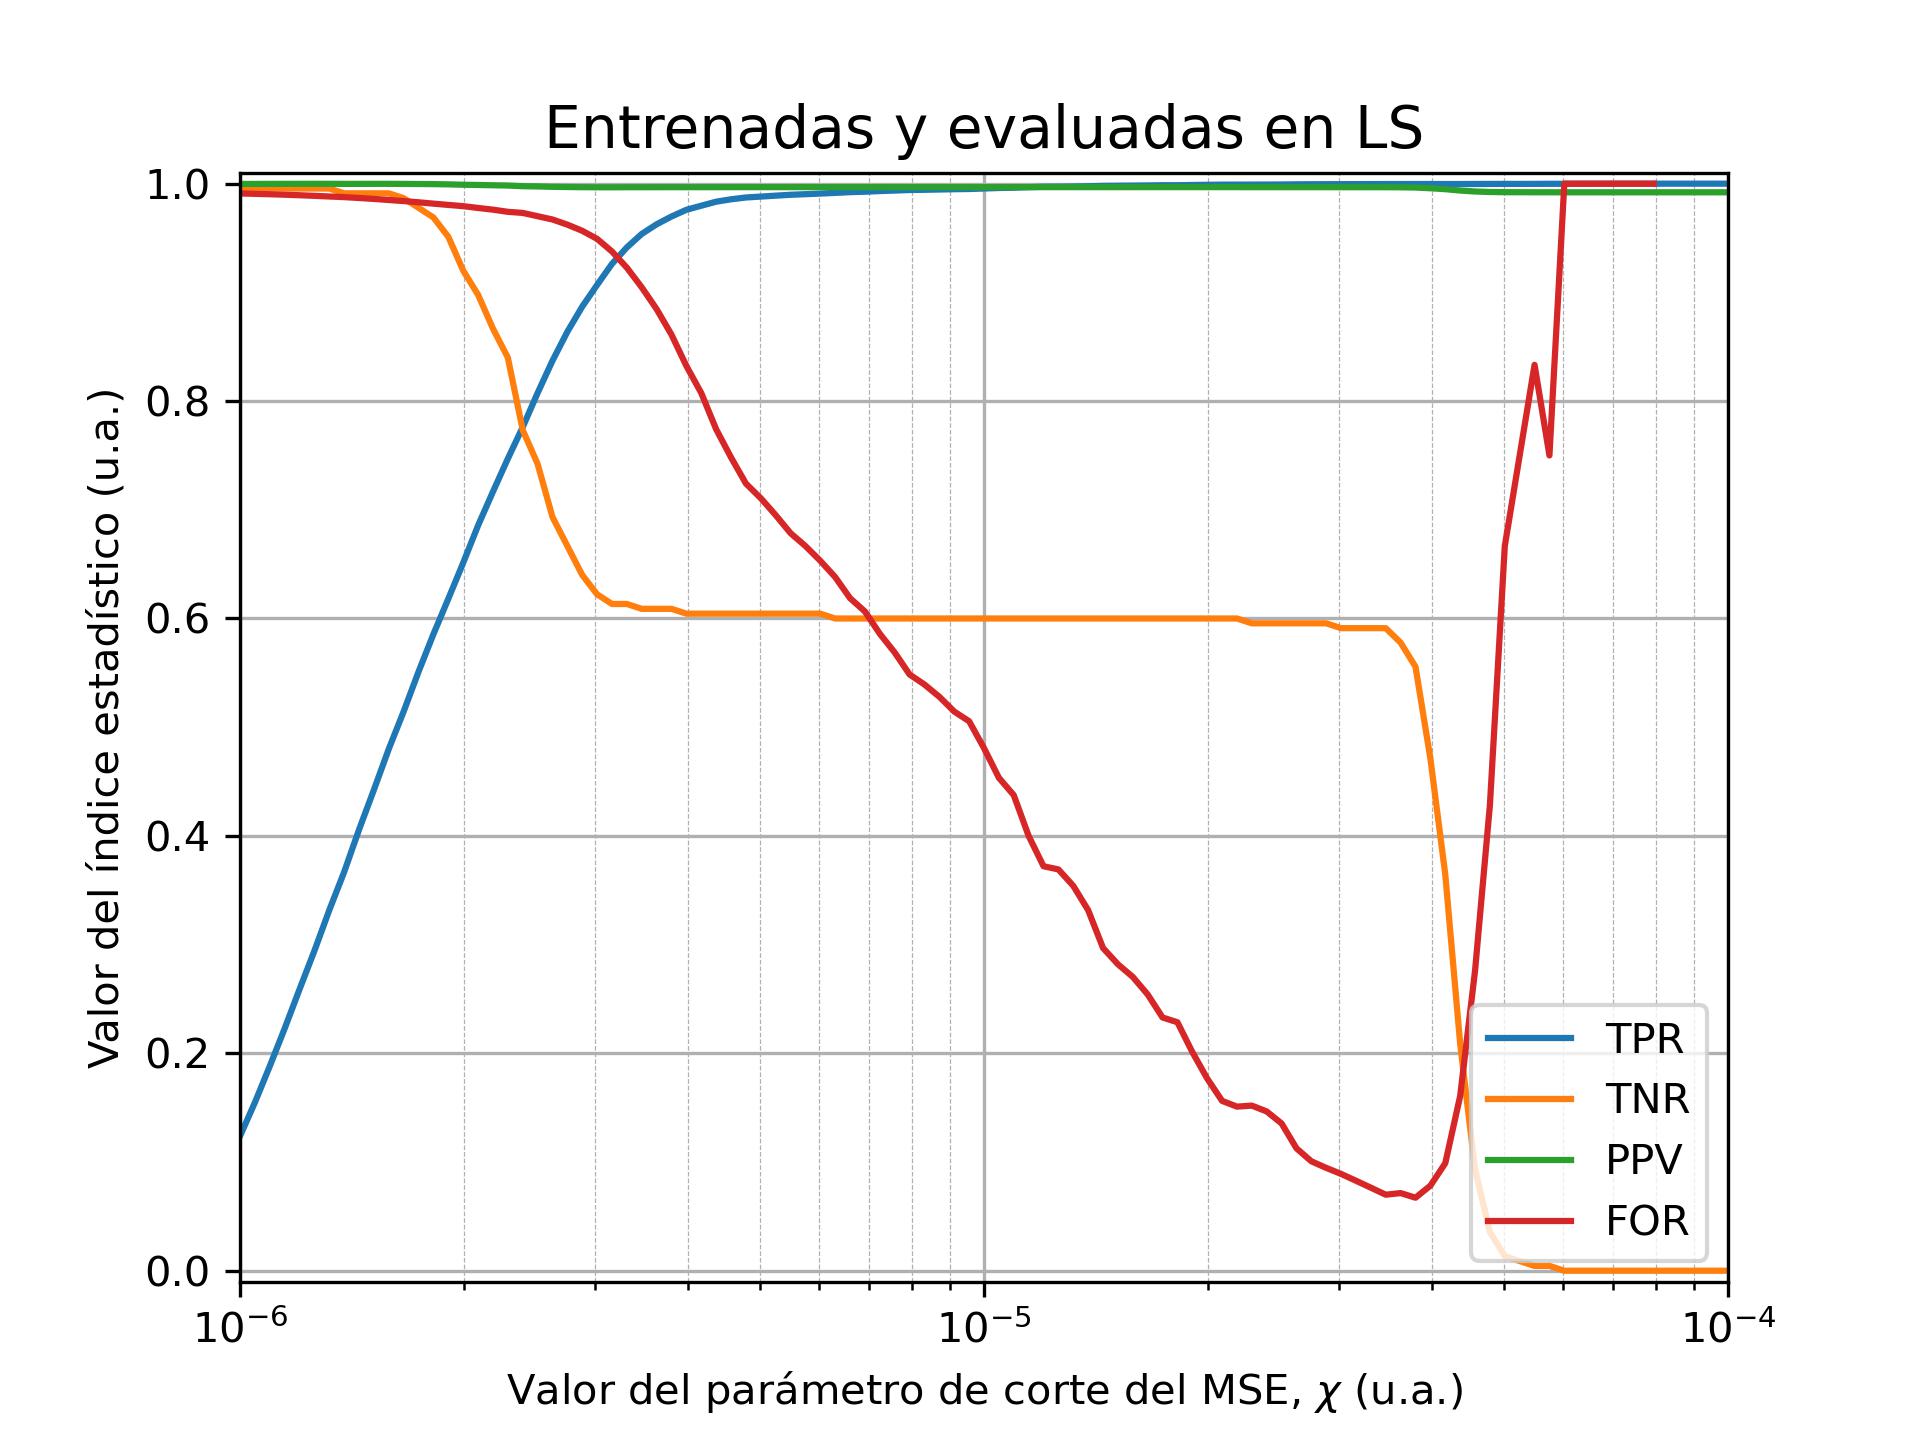 Entrenadas y evaluadas en LS
Valor del índice estadístico (u.a.)
1.0
0.8
0.6
0.4
0.2
0.0
TPR
TNR
PPV
FOR
10⁻⁶
10⁻⁵
10⁻⁴
Valor del parámetro de corte del MSE, χ (u.a.)